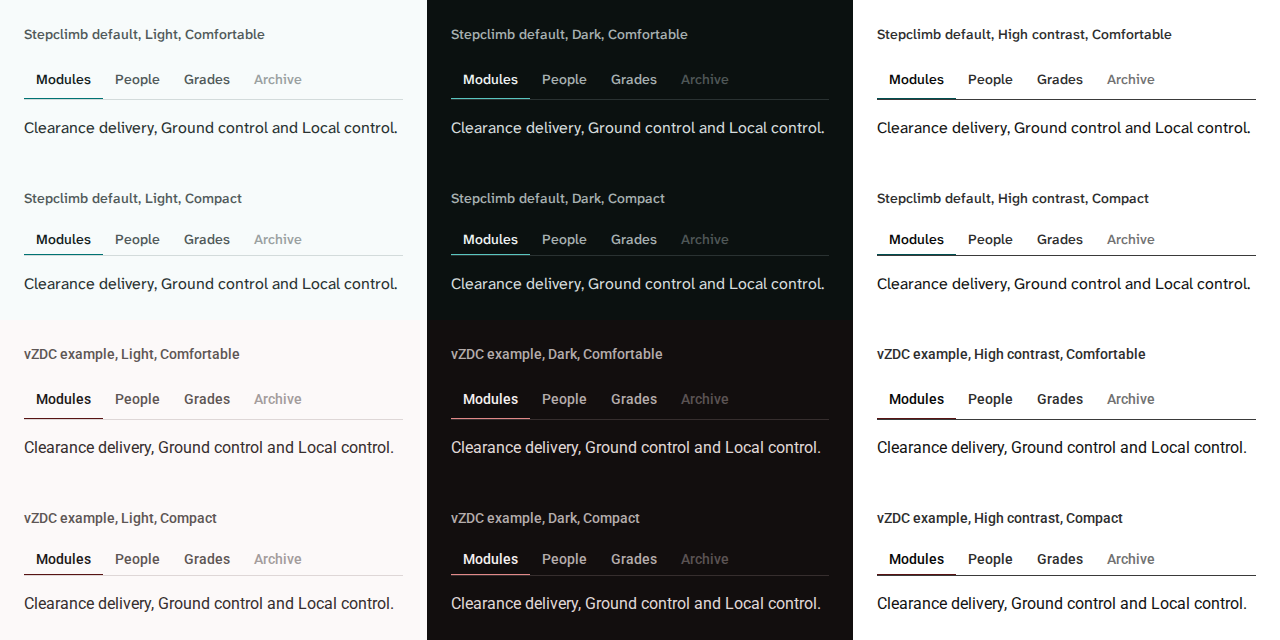 Stepclimb default, Light, Comfortable
Modules People Grades Archive
Clearance delivery, Ground control and Local control.
Stepclimb default, Light, Compact
Modules People Grades Archive
Clearance delivery, Ground control and Local control.
vZDC example, Light, Comfortable
Modules People Grades Archive
Clearance delivery, Ground control and Local control.
vZDC example, Light, Compact
Modules People Grades Archive
Clearance delivery, Ground control and Local control.
Stepclimb default, Dark, Comfortable
Modules People Grades Archive
Clearance delivery, Ground control and Local control.
Stepclimb default, Dark, Compact
Modules People Grades Archive
Clearance delivery, Ground control and Local control.
vZDC example, Dark, Comfortable
Modules People Grades Archive
Clearance delivery, Ground control and Local control.
vZDC example, Dark, Compact
Modules People Grades Archive
Clearance delivery, Ground control and Local control.
Stepclimb default, High contrast, Comfortable
Modules People Grades Archive
Clearance delivery, Ground control and Local control.
Stepclimb default, High contrast, Compact
Modules People Grades Archive
Clearance delivery, Ground control and Local control.
vZDC example, High contrast, Comfortable
Modules People Grades Archive
Clearance delivery, Ground control and Local control.
vZDC example, High contrast, Compact
Modules People Grades Archive
Clearance delivery, Ground control and Local control.